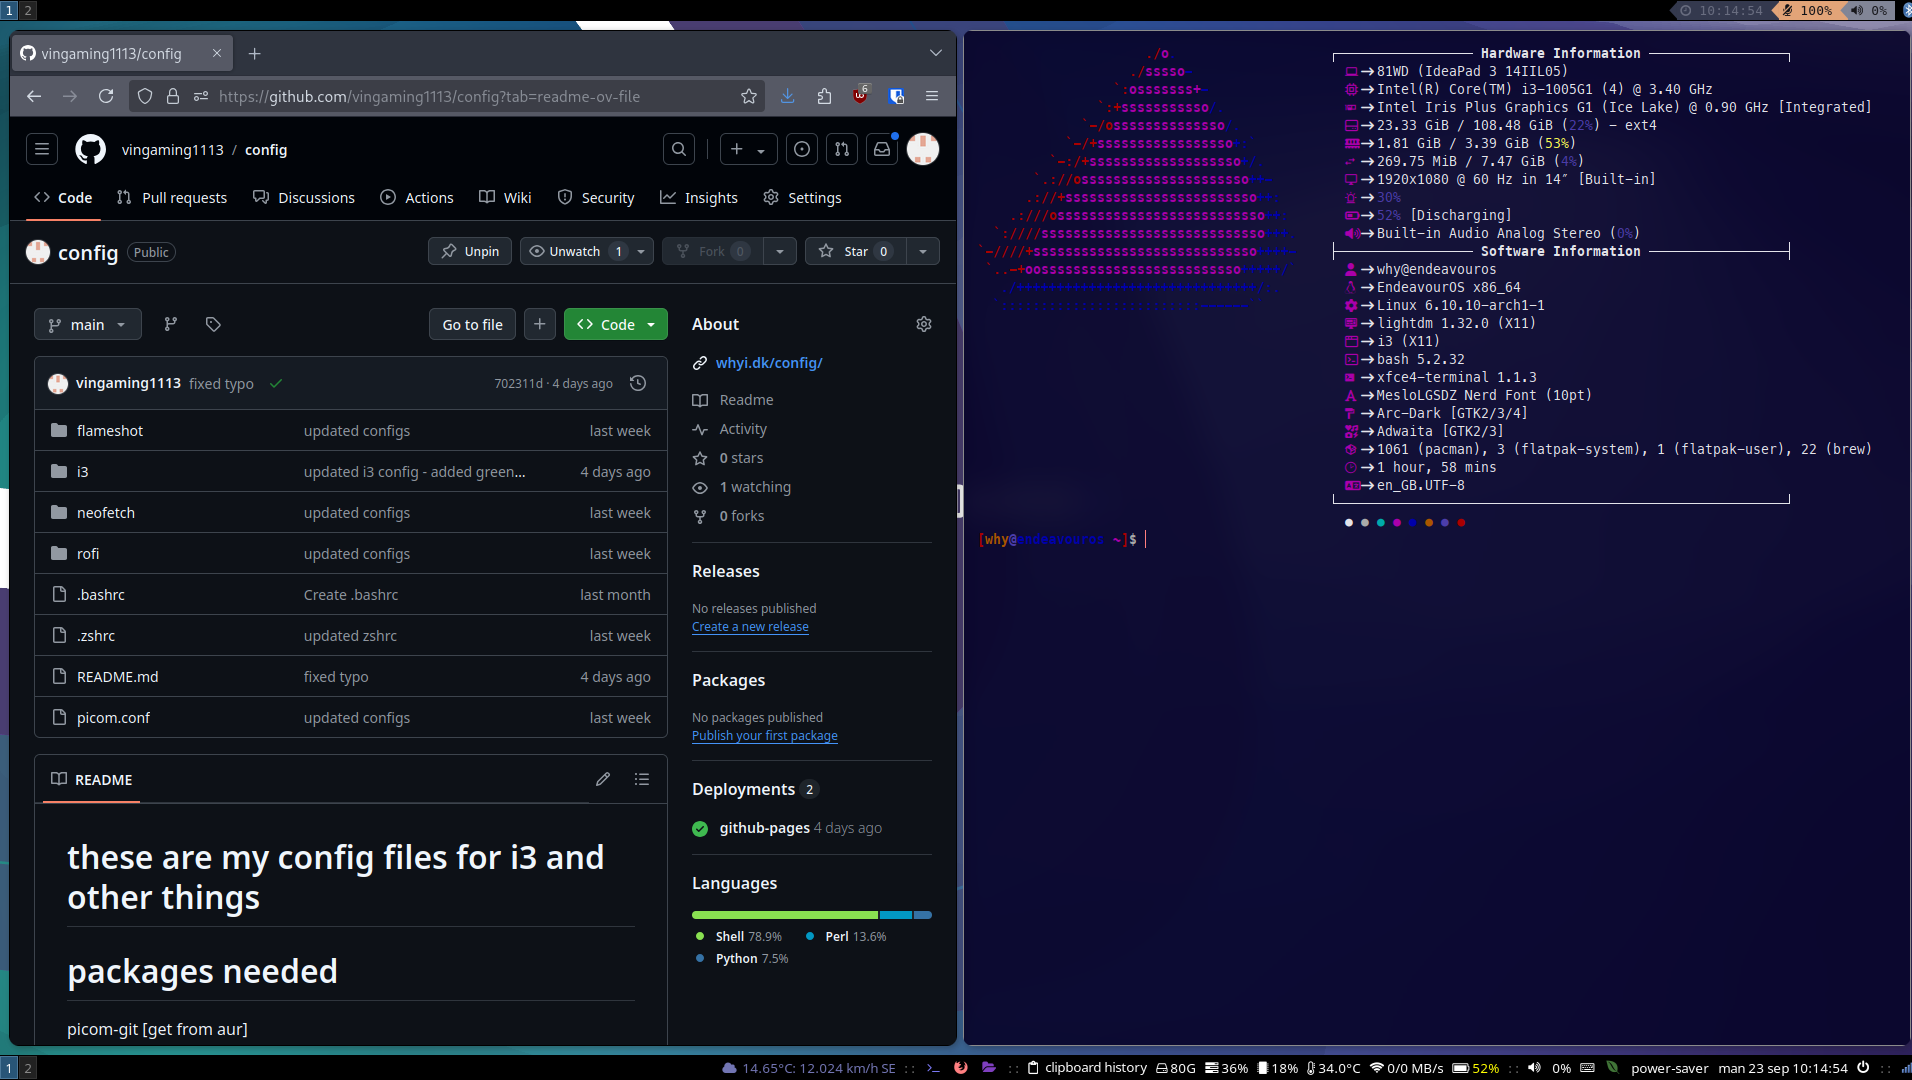 1 2
10:14:54 100% 0%
vingaming1113/config
https://github.com/vingaming1113/config?tab=readme-ov-file
6
vingaming1113 / config
Code Pull requests Discussions Actions Wiki Security Insights Settings
config Public Unpin Unwatch 1 Fork 0 Star 0
main Go to file Code
vingaming1113 fixed typo 702311d · 4 days ago
flameshot updated configs last week
i3 updated i3 config - added green... 4 days ago
neofetch updated configs last week
rofi updated configs last week
.bashrc Create .bashrc last month
.zshrc updated zshrc last week
README.md fixed typo 4 days ago
picom.conf updated configs last week
README
these are my config files for i3 and
other things
packages needed
picom-git [get from aur]
About
whyi.dk/config/
Readme
Activity
0 stars
1 watching
0 forks
Releases
No releases published
Create a new release
Packages
No packages published
Publish your first package
Deployments 2
github-pages 4 days ago
Languages
Shell 78.9% Perl 13.6%
Python 7.5%
Hardware Information
81WD (IdeaPad 3 14IIL05)
Intel(R) Core(TM) i3-1005G1 (4) @ 3.40 GHz
Intel Iris Plus Graphics G1 (Ice Lake) @ 0.90 GHz [Integrated]
23.33 GiB / 108.48 GiB (22%) - ext4
1.81 GiB / 3.39 GiB (53%)
269.75 MiB / 7.47 GiB (4%)
1920x1080 @ 60 Hz in 14″ [Built-in]
30%
52% [Discharging]
Built-in Audio Analog Stereo (0%)
Software Information
why@endeavouros
EndeavourOS x86_64
Linux 6.10.10-arch1-1
lightdm 1.32.0 (X11)
i3 (X11)
bash 5.2.32
xfce4-terminal 1.1.3
MesloLGSDZ Nerd Font (10pt)
Arc-Dark [GTK2/3/4]
Adwaita [GTK2/3]
1061 (pacman), 3 (flatpak-system), 1 (flatpak-user), 22 (brew)
1 hour, 58 mins
en_GB.UTF-8
[why@endeavouros ~]$
1 2
14.65°C: 12.024 km/h SE :: :: clipboard history 80G 36% 18% 34.0°C 0/0 MB/s 52% :: 0% power-saver man 23 sep 10:14:54 ::